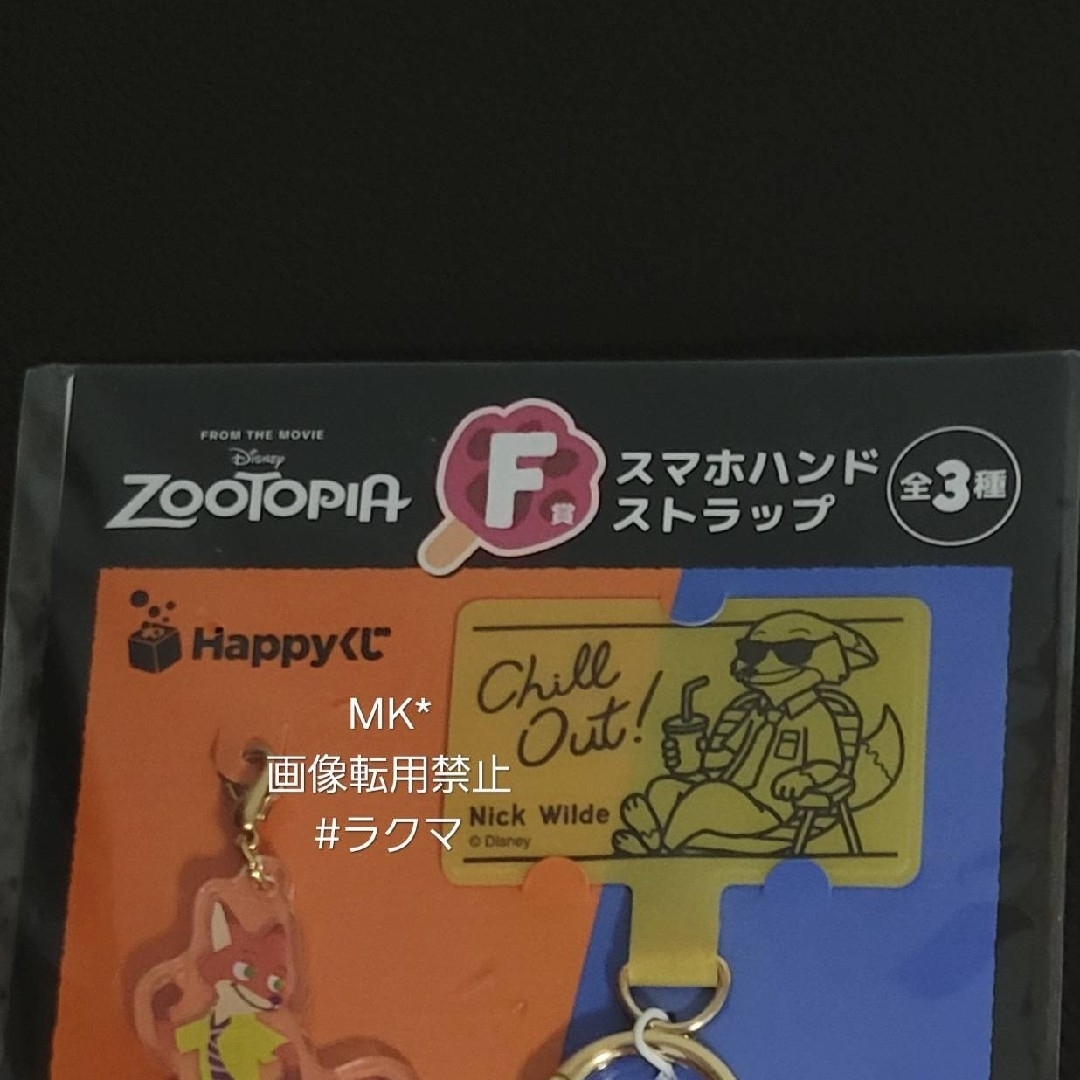 FROM THE MOVIE
Disney
ZOOTOPIA
F賞
スマホハンド
ストラップ
全3種
Happyくじ
MK*
画像転用禁止
#ラクマ
Chill
Out!
Nick Wilde
© Disney